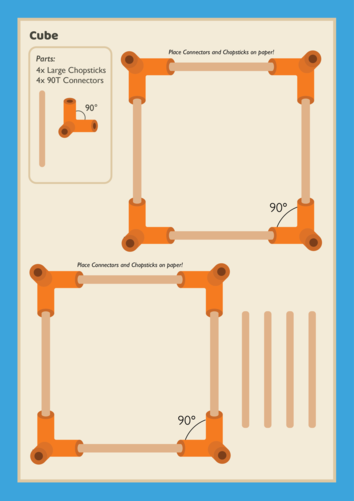 Cube
Parts:
4x Large Chopsticks
4x 90T Connectors
90°
Place Connectors and Chopsticks on paper!
90°
Place Connectors and Chopsticks on paper!
90°